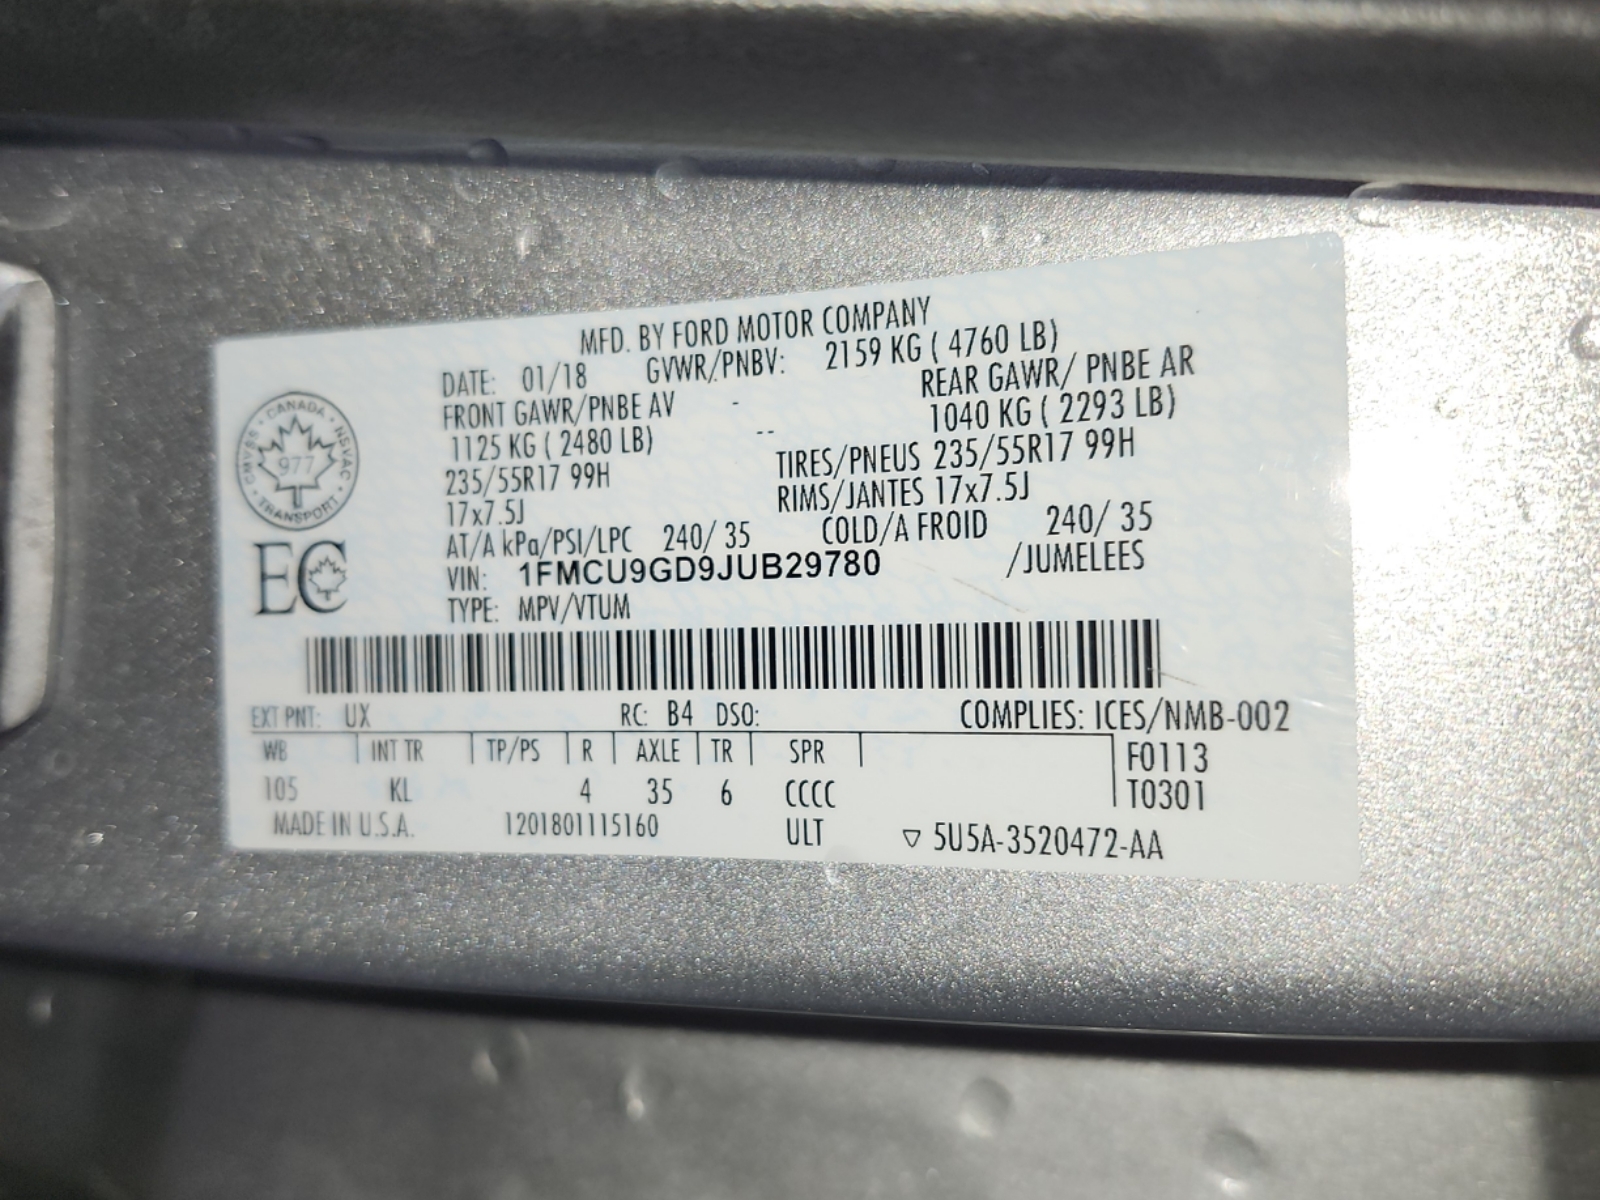 MFD. BY FORD MOTOR COMPANY
DATE: 01/18 GVWR/PNBV: 2159 KG ( 4760 LB)
FRONT GAWR/PNBE AV - REAR GAWR/ PNBE AR
1125 KG ( 2480 LB) -- 1040 KG ( 2293 LB)
235/55R17 99H TIRES/PNEUS 235/55R17 99H
17x7.5J RIMS/JANTES 17x7.5J
AT/A kPa/PSI/LPC 240/ 35 COLD/A FROID 240/ 35
VIN: 1FMCU9GD9JUB29780 /JUMELEES
TYPE: MPV/VTUM
CANADA
CMVSS NSVAC
977
TRANSPORT
EC
EXT PNT: UX RC: B4 DSO: COMPLIES: ICES/NMB-002
WB INT TR TP/PS R AXLE TR SPR F0113
105 KL 4 35 6 CCCC T0301
MADE IN U.S.A. 1201801115160 ULT ▽ 5U5A-3520472-AA